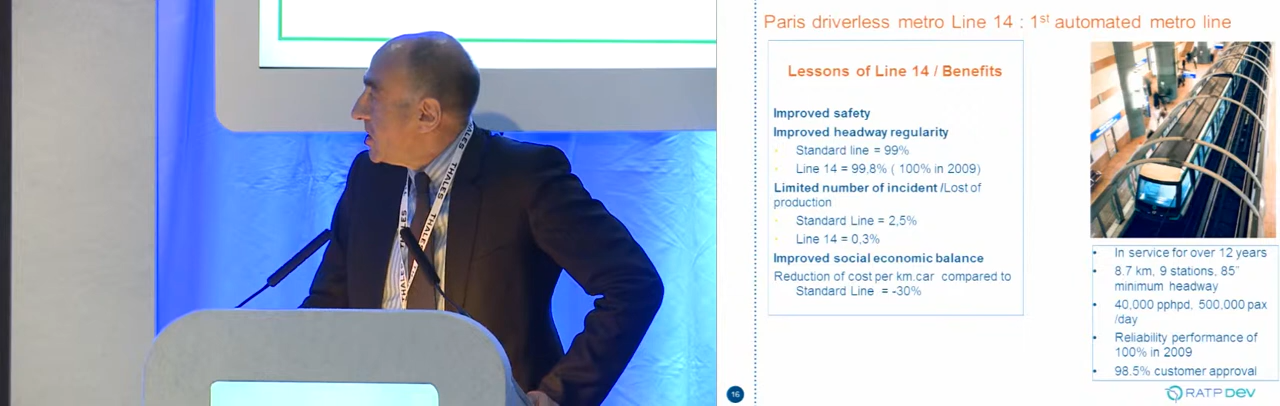 THALES
THALES
THALES
Paris driverless metro Line 14 : 1st automated metro line
Lessons of Line 14 / Benefits
Improved safety
Improved headway regularity
Standard line = 99%
Line 14 = 99,8% ( 100% in 2009)
Limited number of incident /Lost of
production
Standard Line = 2,5%
Line 14 = 0,3%
Improved social economic balance
Reduction of cost per km.car compared to
Standard Line = -30%
• In service for over 12 years
• 8.7 km, 9 stations, 85¨
minimum headway
• 40,000 pphpd, 500,000 pax
/day
• Reliability performance of
100% in 2009
• 98.5% customer approval
16
RATP DEV